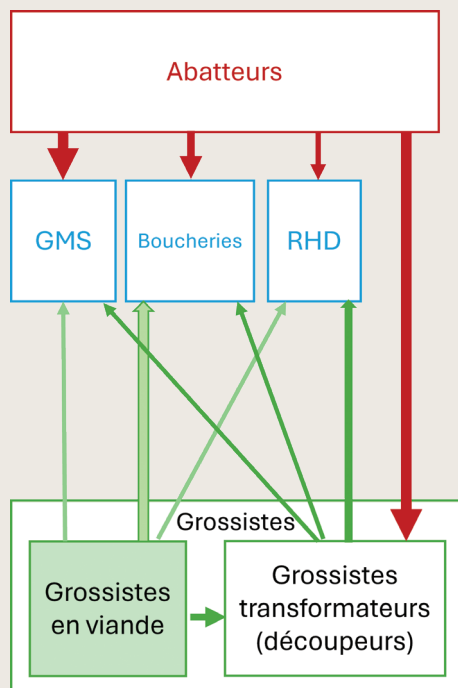 Abatteurs
GMS
Boucheries
RHD
Grossistes
Grossistes
en viande
Grossistes
transformateurs
(découpeurs)